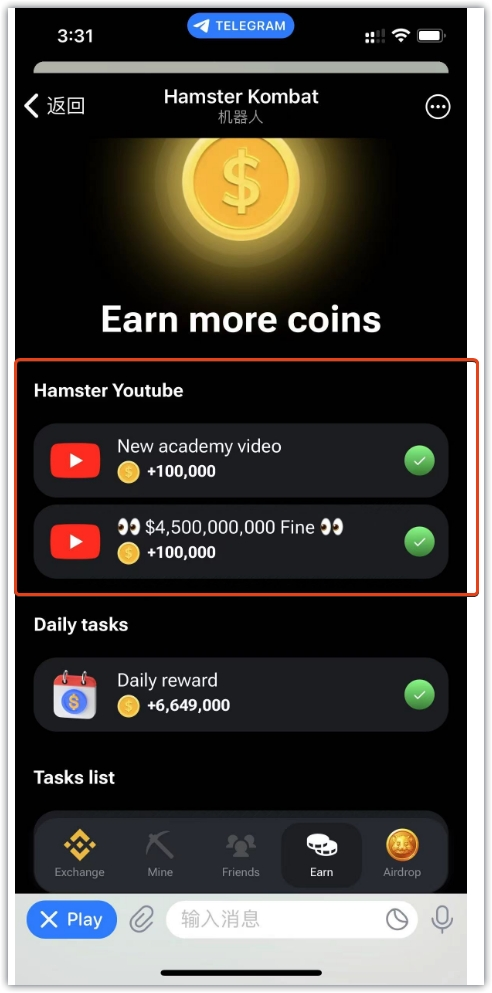 3:31
TELEGRAM
返回
Hamster Kombat
机器人
Earn more coins
Hamster Youtube
New academy video
+100,000
👀 $4,500,000,000 Fine 👀
+100,000
Daily tasks
Daily reward
+6,649,000
Tasks list
Exchange
Mine
Friends
Earn
Airdrop
Play
输入消息